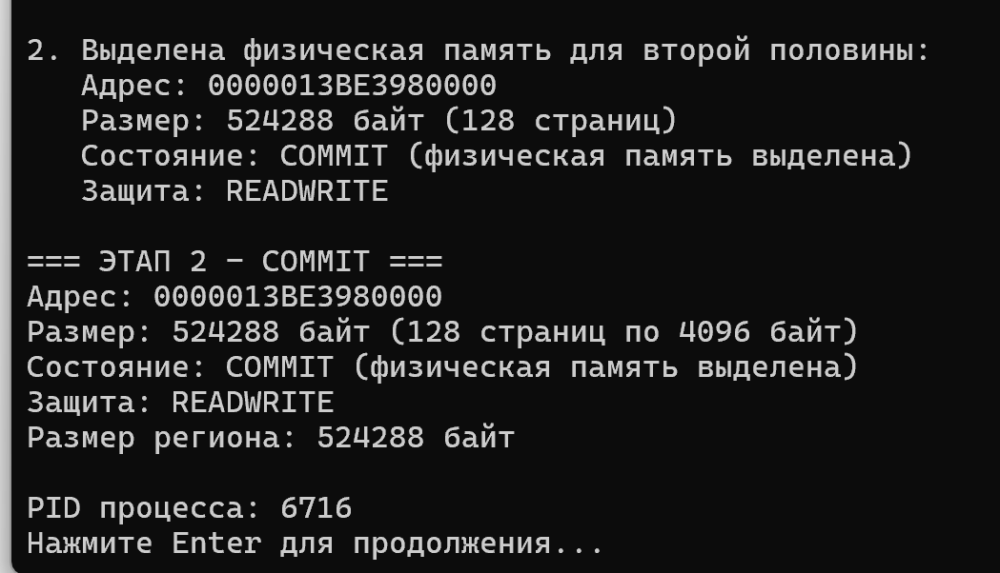 2. Выделена физическая память для второй половины:
Адрес: 0000013BE3980000
Размер: 524288 байт (128 страниц)
Состояние: COMMIT (физическая память выделена)
Защита: READWRITE
=== ЭТАП 2 - COMMIT ===
Адрес: 0000013BE3980000
Размер: 524288 байт (128 страниц по 4096 байт)
Состояние: COMMIT (физическая память выделена)
Защита: READWRITE
Размер региона: 524288 байт
PID процесса: 6716
Нажмите Enter для продолжения...